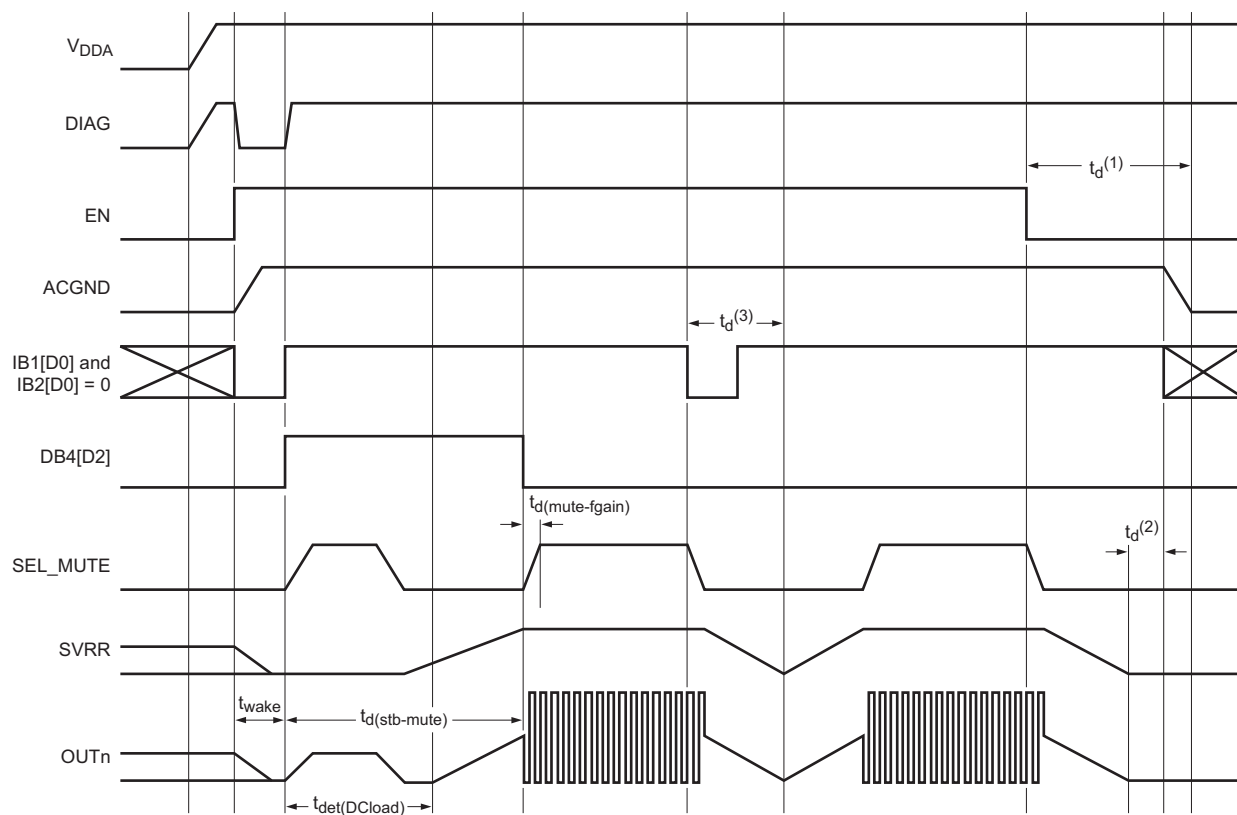 VDDA
DIAG
td(1)
EN
ACGND
td(3)
IB1[D0] and
IB2[D0] = 0
DB4[D2]
td(mute-fgain)
td(2)
SEL_MUTE
SVRR
twake
td(stb-mute)
OUTn
tdet(DCload)